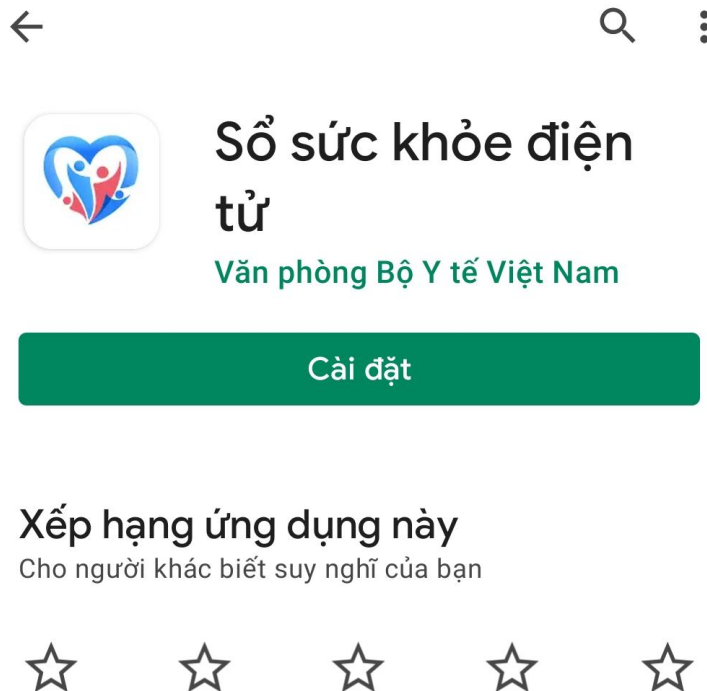 Sổ sức khỏe điện
tử
Văn phòng Bộ Y tế Việt Nam
Cài đặt
Xếp hạng ứng dụng này
Cho người khác biết suy nghĩ của bạn